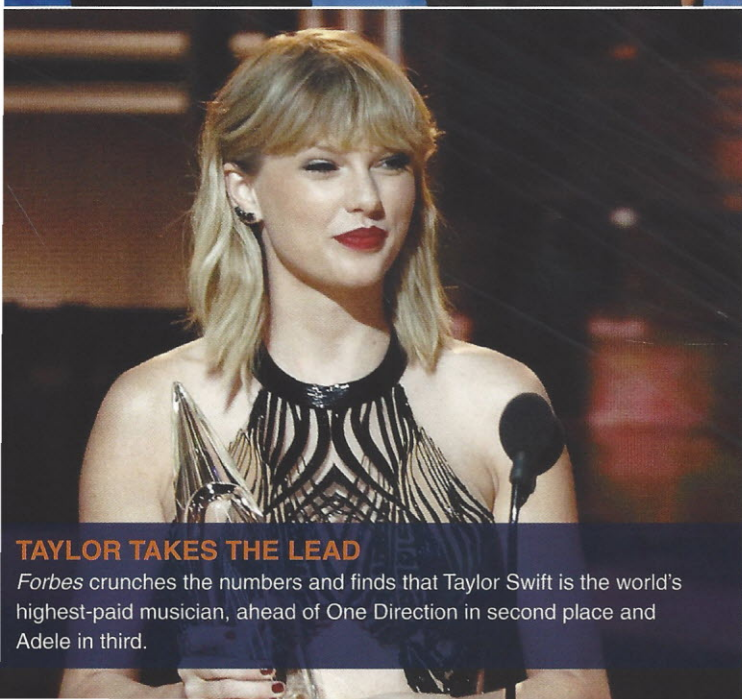 TAYLOR TAKES THE LEAD
Forbes crunches the numbers and finds that Taylor Swift is the world's
highest-paid musician, ahead of One Direction in second place and
Adele in third.